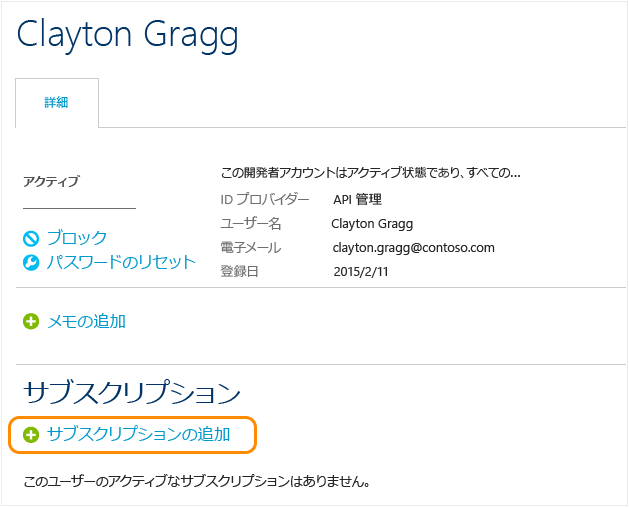 Clayton Gragg
詳細
アクティブ
この開発者アカウントはアクティブ状態であり、すべての...
ID プロバイダー API 管理
ユーザー名 Clayton Gragg
ブロック
電子メール clayton.gragg@contoso.com
パスワードのリセット
登録日 2015/2/11
メモの追加
サブスクリプション
サブスクリプションの追加
このユーザーのアクティブなサブスクリプションはありません。